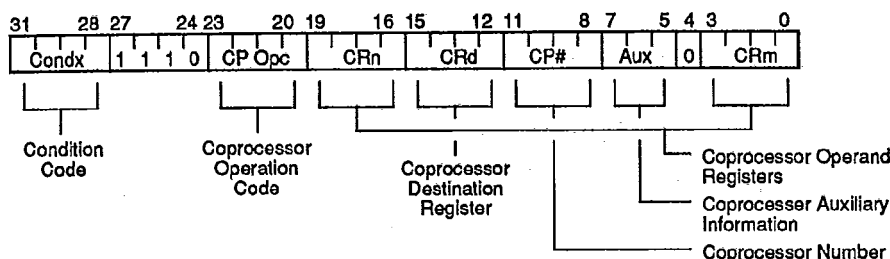 31 28 27 24 23 20 19 16 15 12 11 8 7 5 4 3 0
Condx 1 1 1 0 CP Opc CRn CRd CP# Aux 0 CRm
Condition
Code
Coprocessor
Operation
Code
Coprocessor
Destination
Register
Coprocessor Operand
Registers
Coprocesser Auxiliary
Information
Coprocessor Number